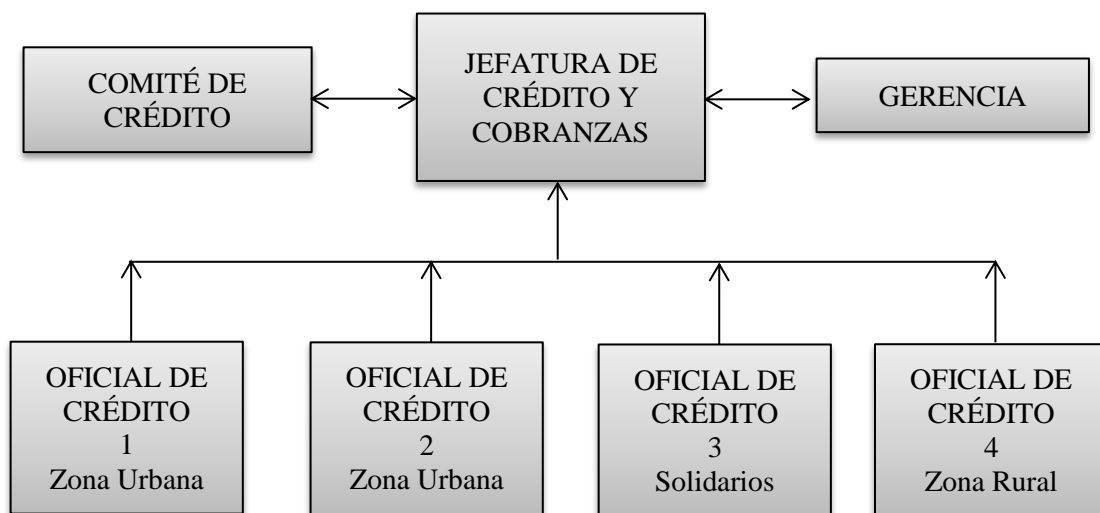 COMITÉ DE
CRÉDITO
JEFATURA DE
CRÉDITO Y
COBRANZAS
GERENCIA
OFICIAL DE
CRÉDITO
1
Zona Urbana
OFICIAL DE
CRÉDITO
2
Zona Urbana
OFICIAL DE
CRÉDITO
3
Solidarios
OFICIAL DE
CRÉDITO
4
Zona Rural